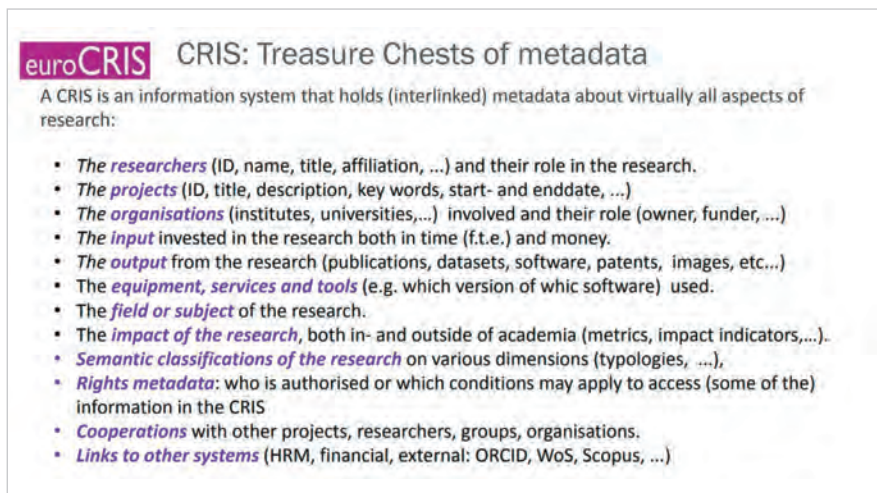 euroCRIS
CRIS: Treasure Chests of metadata
A CRIS is an information system that holds (interlinked) metadata about virtually all aspects of
research:
• The researchers (ID, name, title, affiliation, ...) and their role in the research.
• The projects (ID, title, description, key words, start- and enddate, ...)
• The organisations (institutes, universities,...) involved and their role (owner, funder, ...)
• The input invested in the research both in time (f.t.e.) and money.
• The output from the research (publications, datasets, software, patents, images, etc...)
• The equipment, services and tools (e.g. which version of whic software) used.
• The field or subject of the research.
• The impact of the research, both in- and outside of academia (metrics, impact indicators,...).
• Semantic classifications of the research on various dimensions (typologies, ...),
• Rights metadata: who is authorised or which conditions may apply to access (some of the)
information in the CRIS
• Cooperations with other projects, researchers, groups, organisations.
• Links to other systems (HRM, financial, external: ORCID, WoS, Scopus, ...)